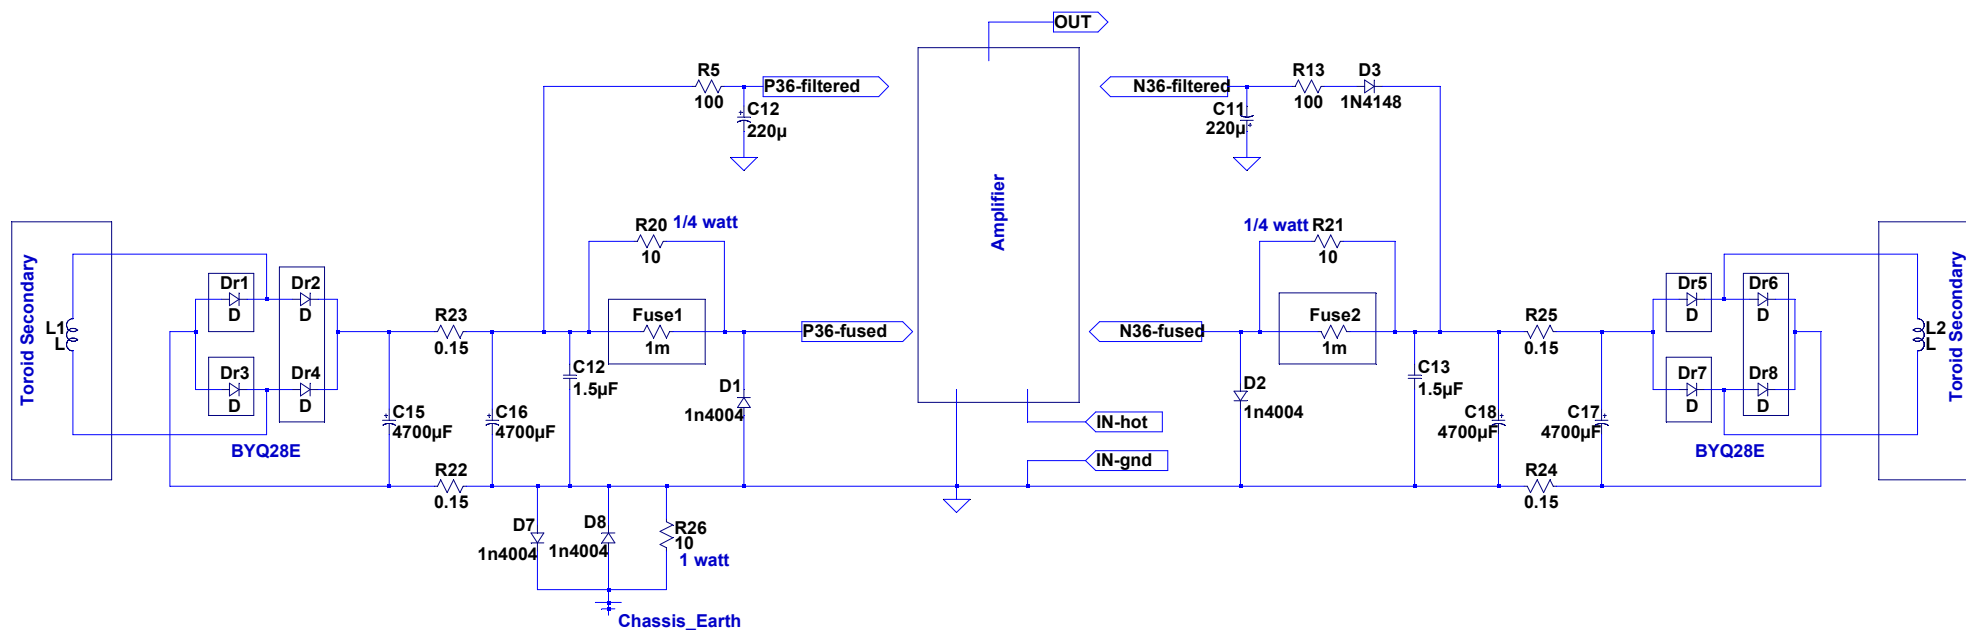 OUT
R5
100
P36-filtered
C12
220µ
N36-filtered
R13
100
D3
1N4148
C11
220µ
Amplifier
R20
1/4 watt
10
1/4 watt
R21
10
Toroid Secondary
L1
L
Dr1
D
Dr2
D
Dr3
D
Dr4
D
BYQ28E
R23
0.15
C15
4700µF
C16
4700µF
R22
0.15
C12
1.5µF
Fuse1
1m
D1
1n4004
P36-fused
N36-fused
D2
1n4004
Fuse2
1m
C13
1.5µF
C18
4700µF
C17
4700µF
R25
0.15
R24
0.15
Dr5
D
Dr6
D
Dr7
D
Dr8
D
BYQ28E
L2
L
Toroid Secondary
IN-hot
IN-gnd
D7
1n4004
D8
1n4004
R26
10
1 watt
Chassis_Earth